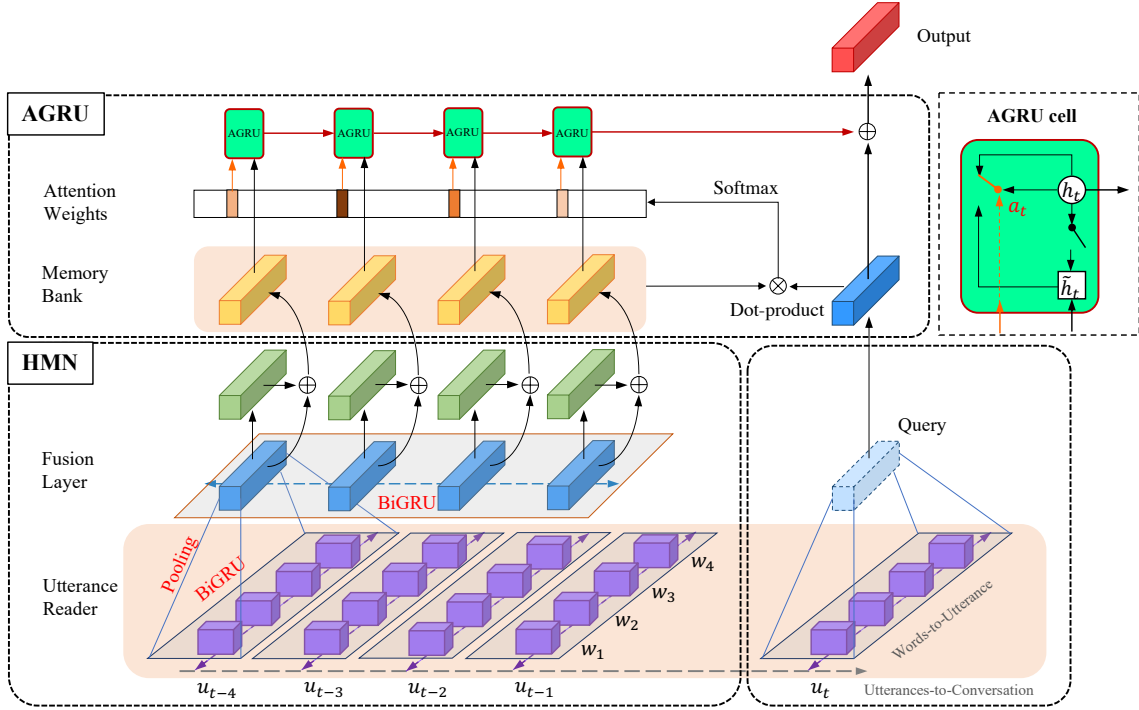 Output
AGRU
AGRU
AGRU
AGRU
AGRU
AGRU cell
Attention
Weights
Softmax
h_t
a_t
h̃_t
Memory
Bank
Dot-product
HMN
Query
Fusion
Layer
BiGRU
Pooling
BiGRU
Utterance
Reader
w_4
w_3
w_2
w_1
Words-to-Utterance
u_{t-4}
u_{t-3}
u_{t-2}
u_{t-1}
u_t
Utterances-to-Conversation